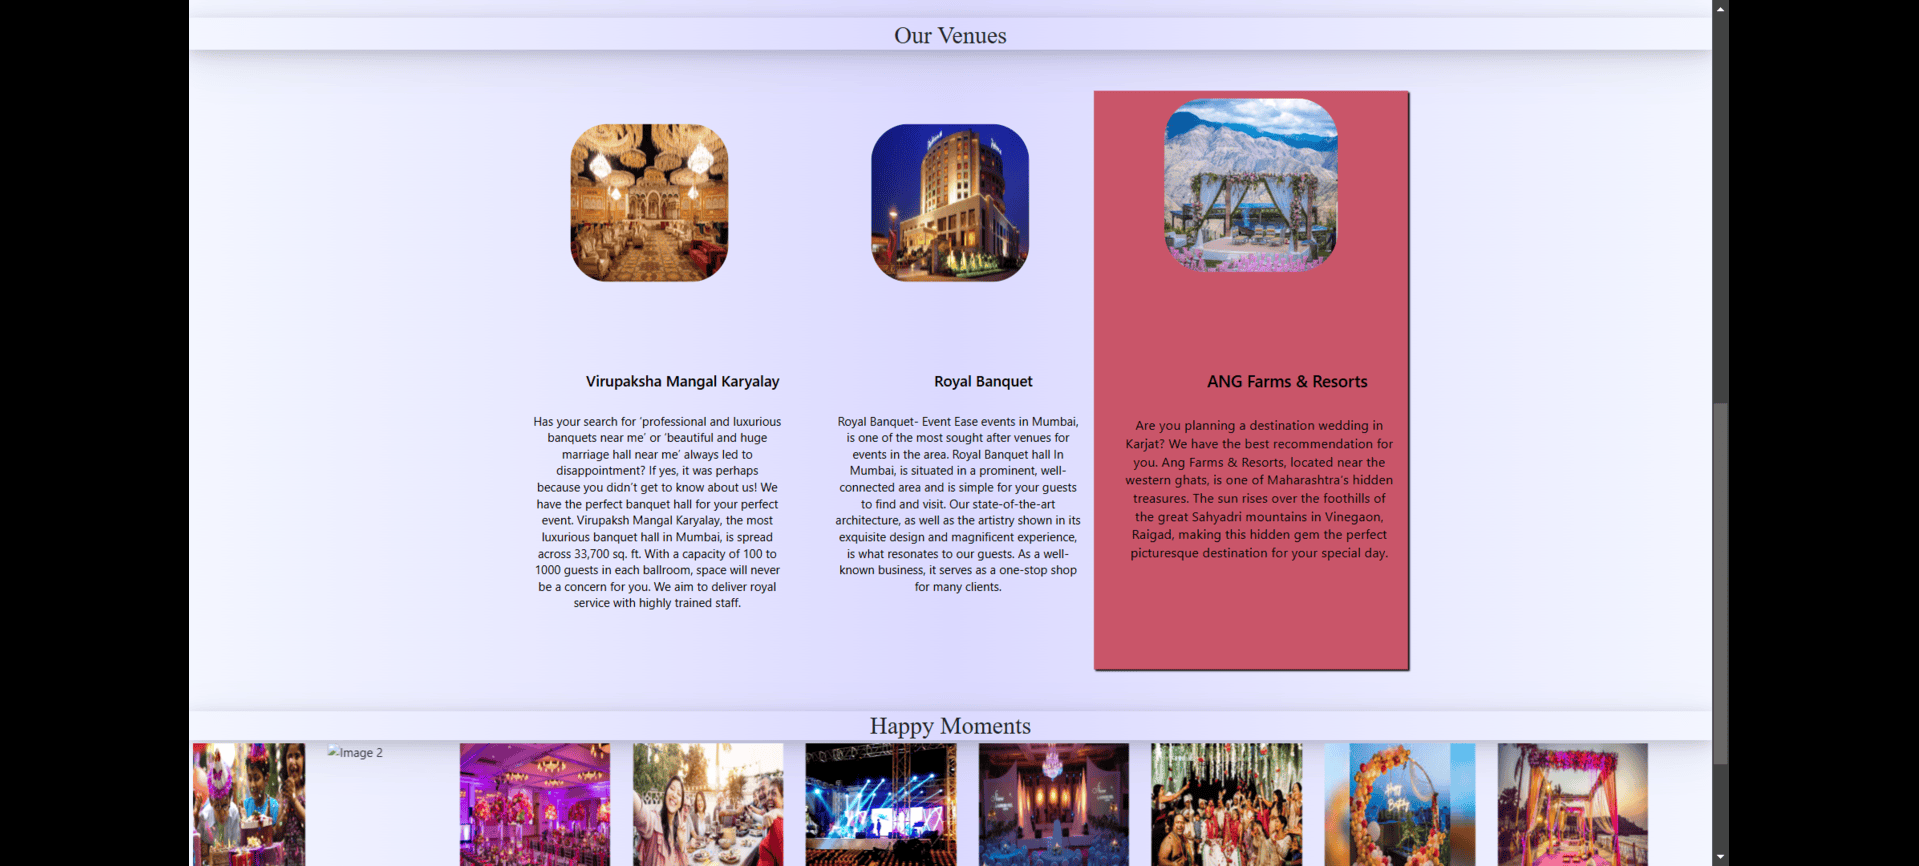 Our Venues
Virupaksha Mangal Karyalay
Has your search for ‘professional and luxurious
banquets near me’ or ‘beautiful and huge
marriage hall near me’ always led to
disappointment? If yes, it was perhaps
because you didn’t get to know about us! We
have the perfect banquet hall for your perfect
event. Virupaksh Mangal Karyalay, the most
luxurious banquet hall in Mumbai, is spread
across 33,700 sq. ft. With a capacity of 100 to
1000 guests in each ballroom, space will never
be a concern for you. We aim to deliver royal
service with highly trained staff.
Royal Banquet
Royal Banquet- Event Ease events in Mumbai,
is one of the most sought after venues for
events in the area. Royal Banquet hall In
Mumbai, is situated in a prominent, well-
connected area and is simple for your guests
to find and visit. Our state-of-the-art
architecture, as well as the artistry shown in its
exquisite design and magnificent experience,
is what resonates to our guests. As a well-
known business, it serves as a one-stop shop
for many clients.
ANG Farms & Resorts
Are you planning a destination wedding in
Karjat? We have the best recommendation for
you. Ang Farms & Resorts, located near the
western ghats, is one of Maharashtra's hidden
treasures. The sun rises over the foothills of
the great Sahyadri mountains in Vinegaon,
Raigad, making this hidden gem the perfect
picturesque destination for your special day.
Happy Moments
Image 2
Happy
Birthday